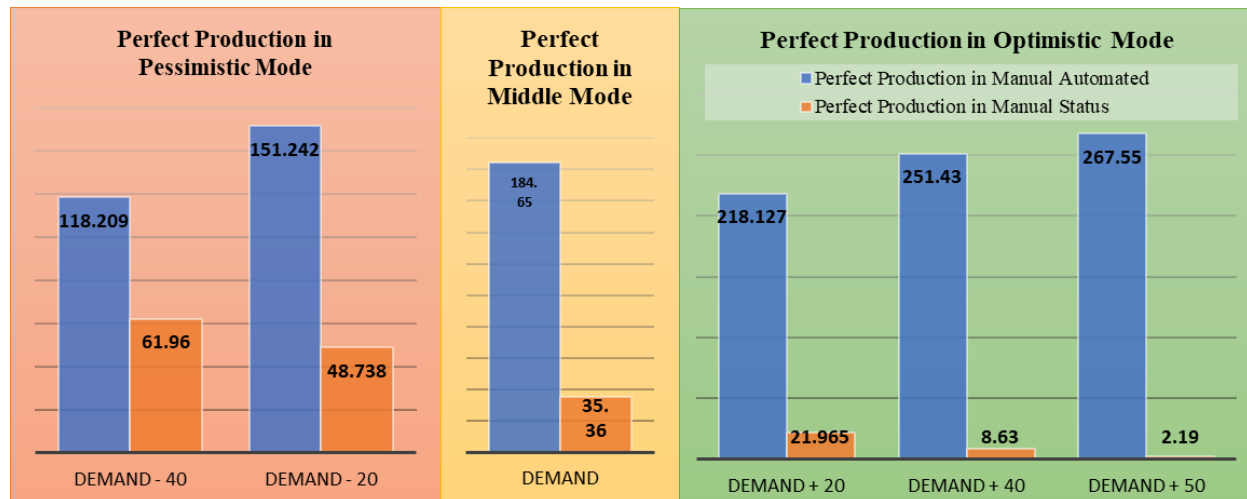 Perfect Production in
Pessimistic Mode
118.209
151.242
61.96
48.738
DEMAND - 40
DEMAND - 20
Perfect
Production in
Middle Mode
184.
65
35.
36
DEMAND
Perfect Production in Optimistic Mode
Perfect Production in Manual Automated
Perfect Production in Manual Status
218.127
251.43
267.55
21.965
8.63
2.19
DEMAND + 20
DEMAND + 40
DEMAND + 50